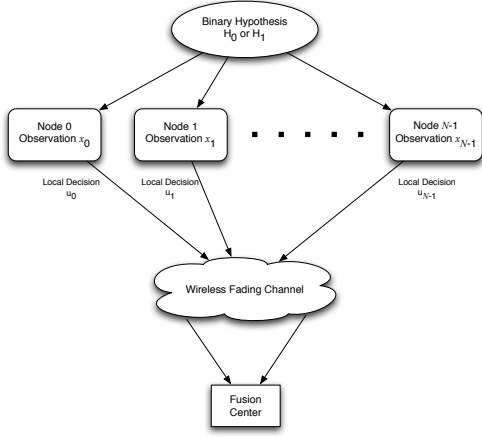 Binary Hypothesis
H0 or H1
Node 0
Observation x0
Node 1
Observation x1
Node N-1
Observation xN-1
Local Decision
u0
Local Decision
u1
Local Decision
uN-1
Wireless Fading Channel
Fusion
Center